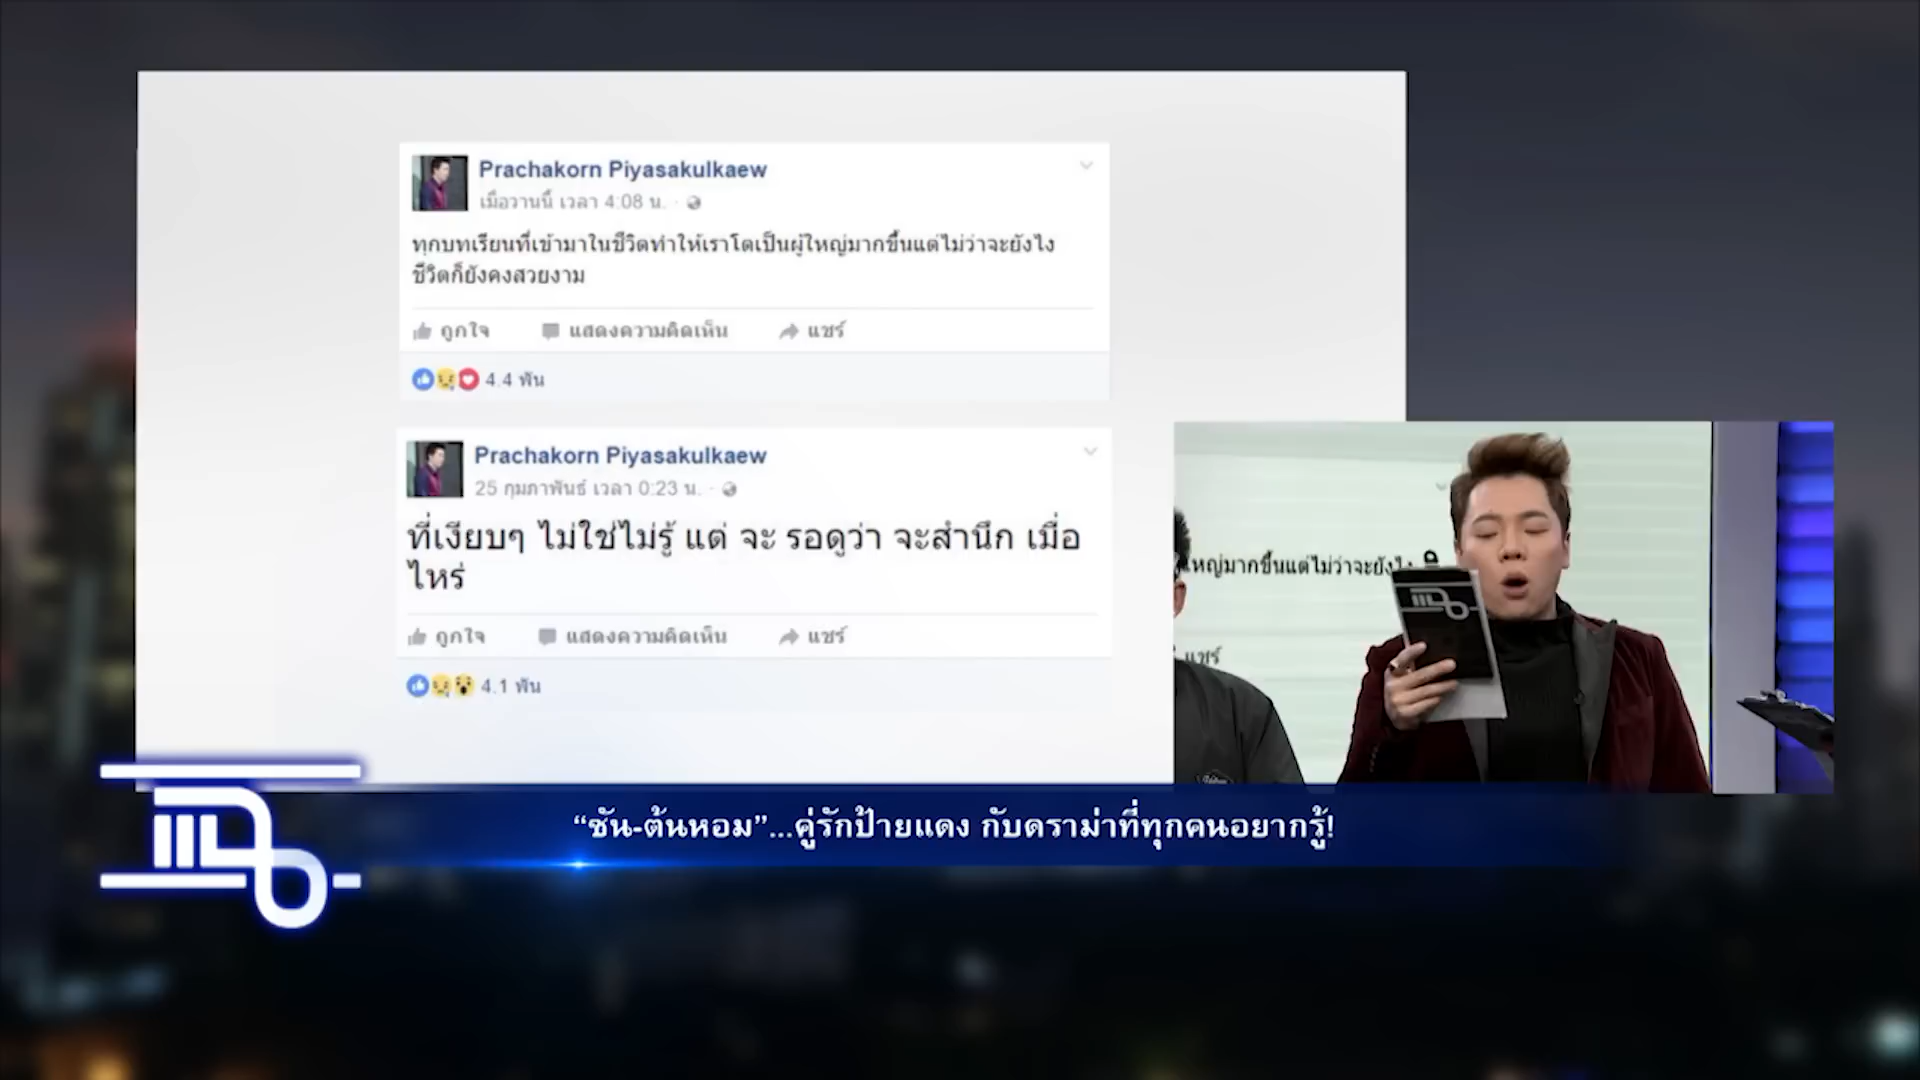 Prachakorn Piyasakulkaew
เมื่อวานนี้ เวลา 4:08 น.
ทุกบทเรียนที่เข้ามาในชีวิตทำให้เราโตเป็นผู้ใหญ่มากขึ้นแต่ไม่ว่าจะยังไง
ชีวิตก็ยังคงสวยงาม
ถูกใจ แสดงความคิดเห็น แชร์
4.4 พัน
Prachakorn Piyasakulkaew
25 กุมภาพันธ์ เวลา 0:23 น.
ที่เงียบๆ ไม่ใช่ไม่รู้ แต่ จะ รอดูว่า จะสำนึก เมื่อ
ไหร่
ถูกใจ แสดงความคิดเห็น แชร์
4.1 พัน
หญ่มากขึ้นแต่ไม่ว่าจะยังไง
แชร์
แฉ
แฉ
“ซัน-ต้นหอม”...คู่รักป้ายแดง กับดราม่าที่ทุกคนอยากรู้!